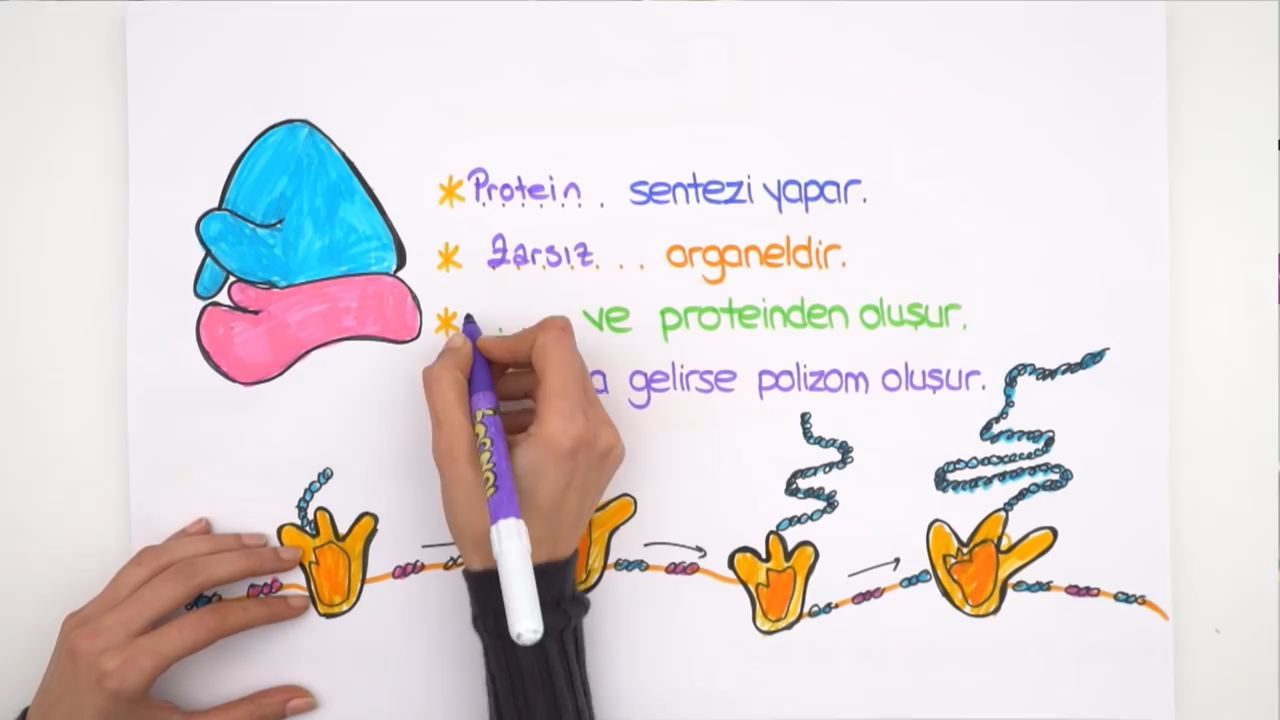 * Protein.. sentezi yapar.
* Zarsız... organeldir.
* ve proteinden oluşur.
gelirse polizom oluşur.